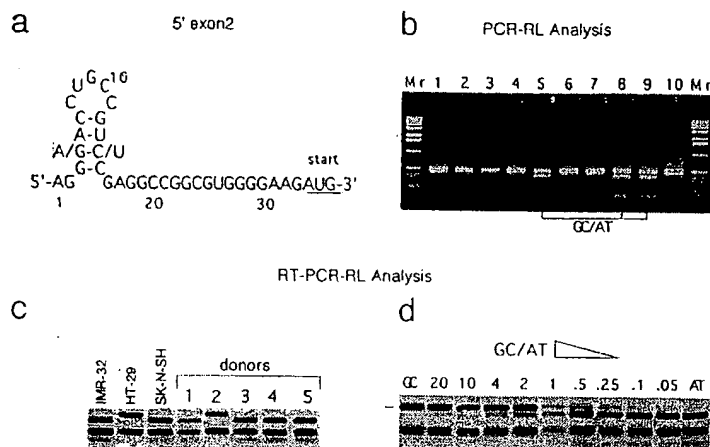 a
5' exon2
U G C 10
C C
C-G
A-U
A/G-C/U
G-C
5'-AG GAGGCCGGCGUGGGGAAGAUG-3'
start
1 20 30
b
PCR-RL Analysis
Mr 1 2 3 4 5 6 7 8 9 10 Mr
GC/AT
RT-PCR-RL Analysis
c
IMR-32
HT-29
SK-N-SH
donors
1 2 3 4 5
d
GC/AT
GC 20 10 4 2 1 .5 .25 .1 .05 AT